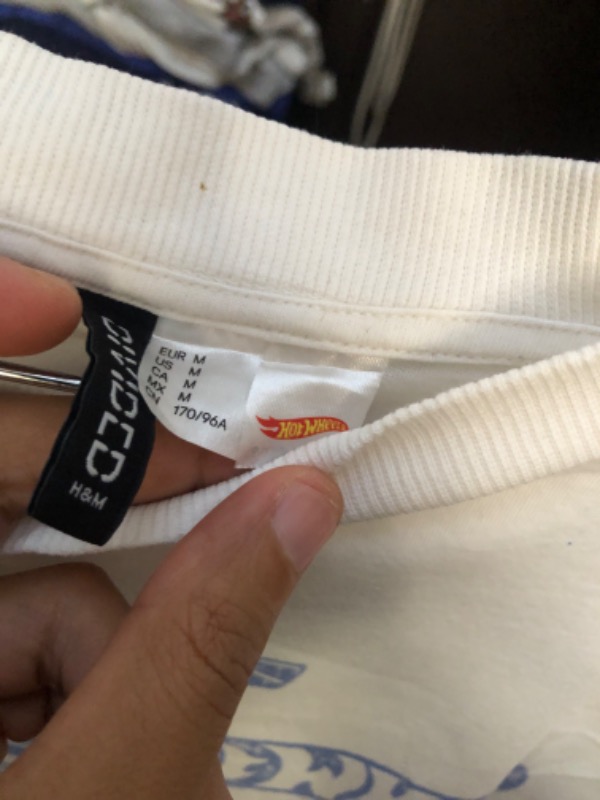 DIVIDED
H&M
EUR M
US M
CA M
MX M
CN 170/96A
HOT WHEELS